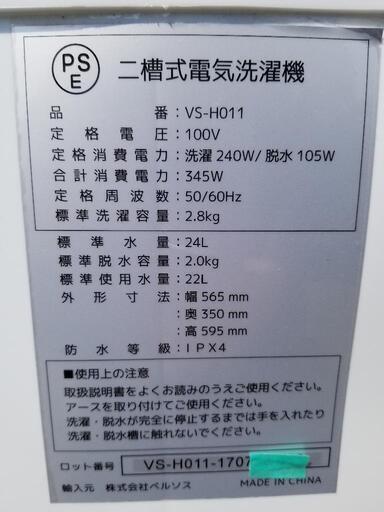 PS
E
二槽式電気洗濯機
品番：VS-H011
定格電圧：100V
定格消費電力：洗濯240W/脱水105W
合計消費電力：345W
定格周波数：50/60Hz
標準洗濯容量：2.8kg
標準水量：24L
標準脱水容量：2.0kg
標準使用水量：22L
外形寸法：幅 565 mm
：奥 350 mm
：高 595 mm
防水等級：IPX4
■使用上の注意
取扱説明書をよくお読みのうえご使用ください。
アースを取り付けてご使用ください。
洗濯・脱水が完全に停止するまでは手を入れたり
洗濯・脱水槽に触れないでください。
ロット番号 VS-H011-1707
輸入元 株式会社ベルソス MADE IN CHINA